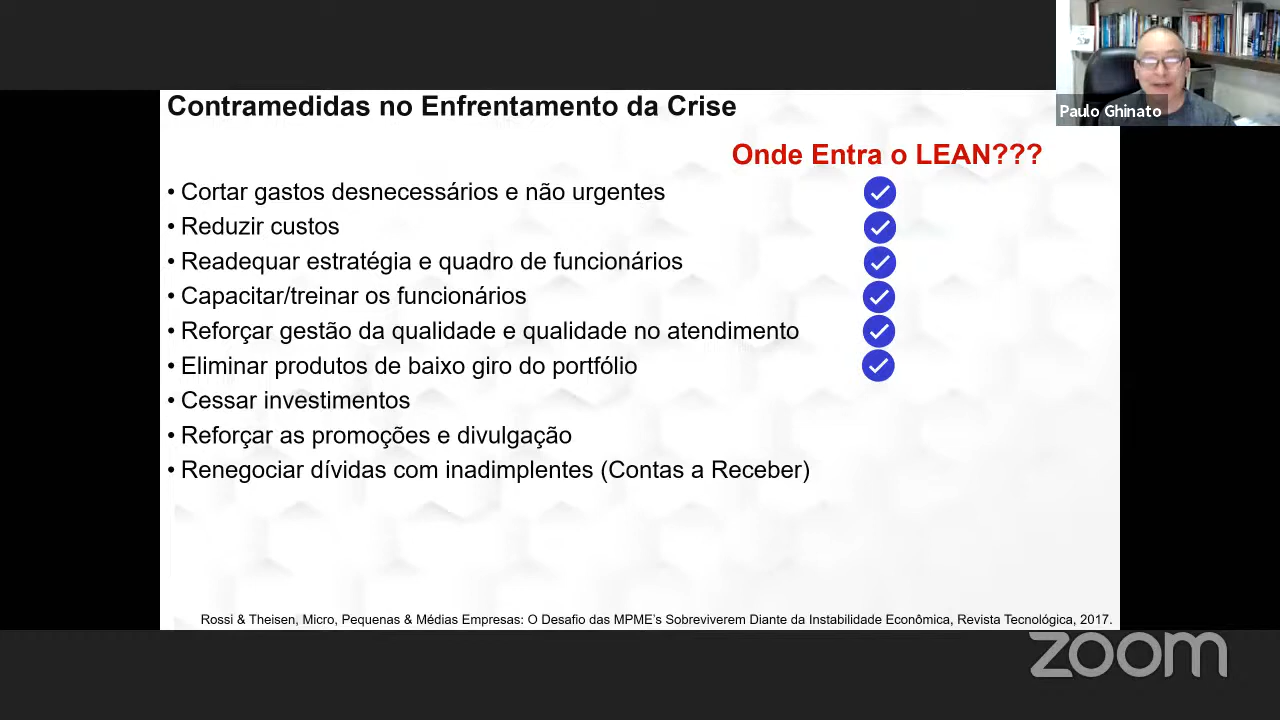 Paulo Ghinato
Contramedidas no Enfrentamento da Crise
Onde Entra o LEAN???
• Cortar gastos desnecessários e não urgentes
• Reduzir custos
• Readequar estratégia e quadro de funcionários
• Capacitar/treinar os funcionários
• Reforçar gestão da qualidade e qualidade no atendimento
• Eliminar produtos de baixo giro do portfólio
• Cessar investimentos
• Reforçar as promoções e divulgação
• Renegociar dívidas com inadimplentes (Contas a Receber)
Rossi & Theisen, Micro, Pequenas & Médias Empresas: O Desafio das MPME's Sobreviverem Diante da Instabilidade Econômica, Revista Tecnológica, 2017.
zoom